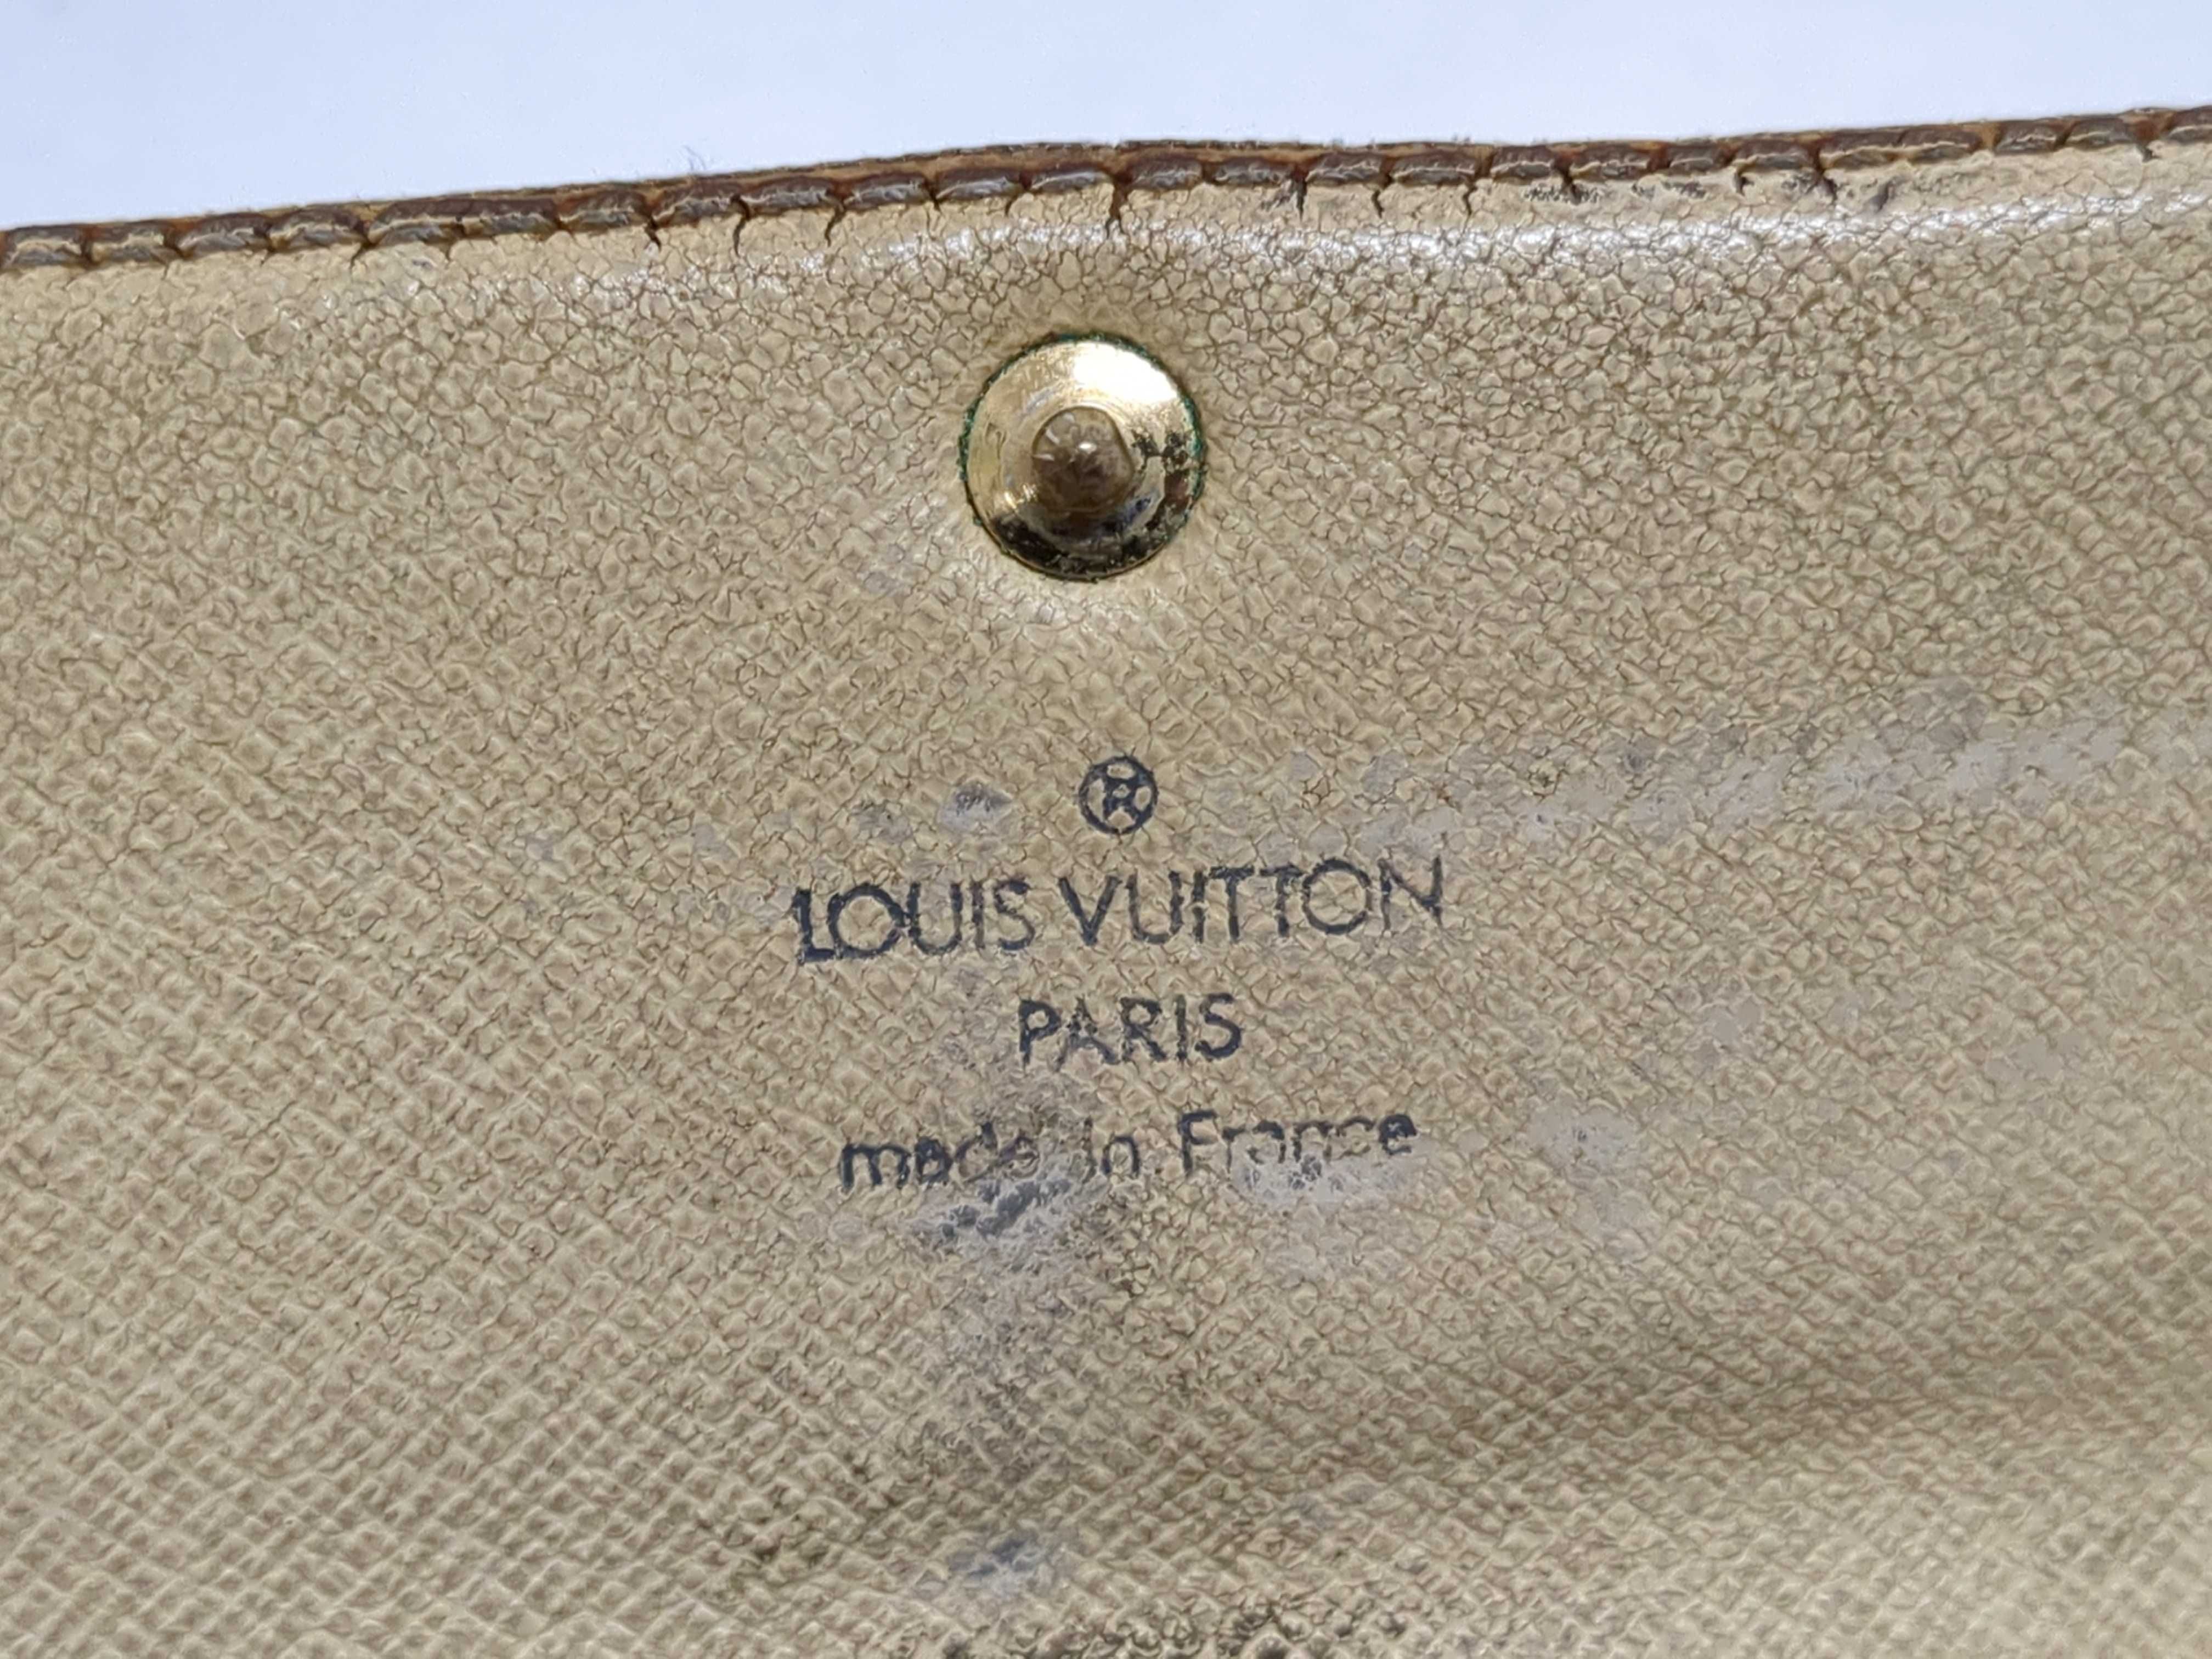 ®
LOUIS VUITTON
PARIS
made in France